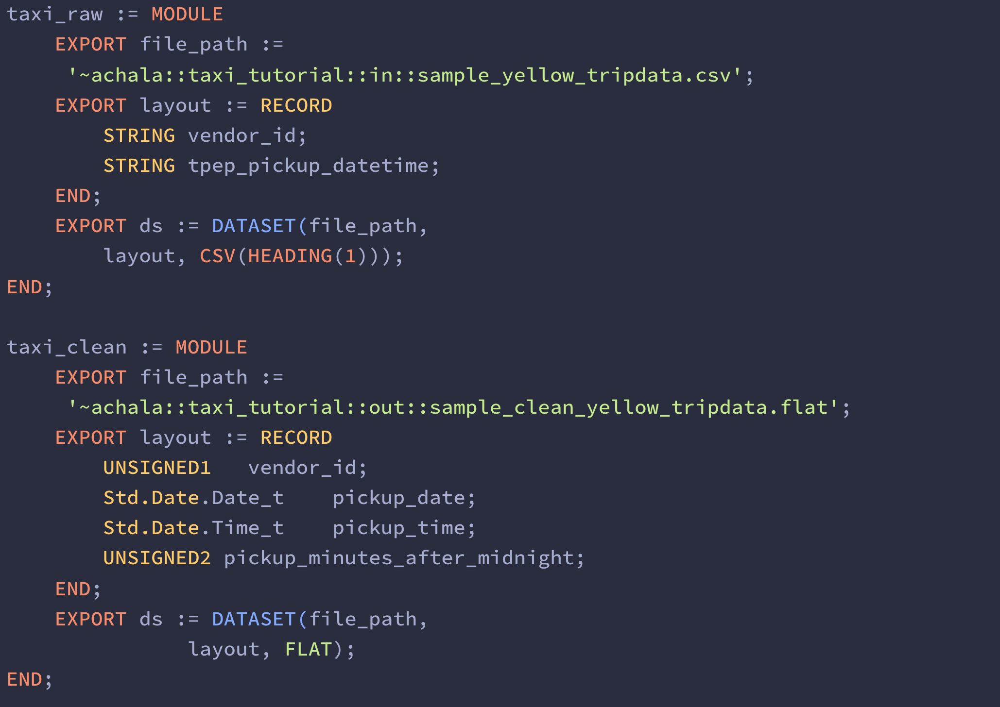 taxi_raw := MODULE
    EXPORT file_path :=
     '~achala::taxi_tutorial::in::sample_yellow_tripdata.csv';
    EXPORT layout := RECORD
        STRING vendor_id;
        STRING tpep_pickup_datetime;
    END;
    EXPORT ds := DATASET(file_path,
        layout, CSV(HEADING(1)));
END;

taxi_clean := MODULE
    EXPORT file_path :=
     '~achala::taxi_tutorial::out::sample_clean_yellow_tripdata.flat';
    EXPORT layout := RECORD
        UNSIGNED1   vendor_id;
        Std.Date.Date_t    pickup_date;
        Std.Date.Time_t    pickup_time;
        UNSIGNED2 pickup_minutes_after_midnight;
    END;
    EXPORT ds := DATASET(file_path,
               layout, FLAT);
END;